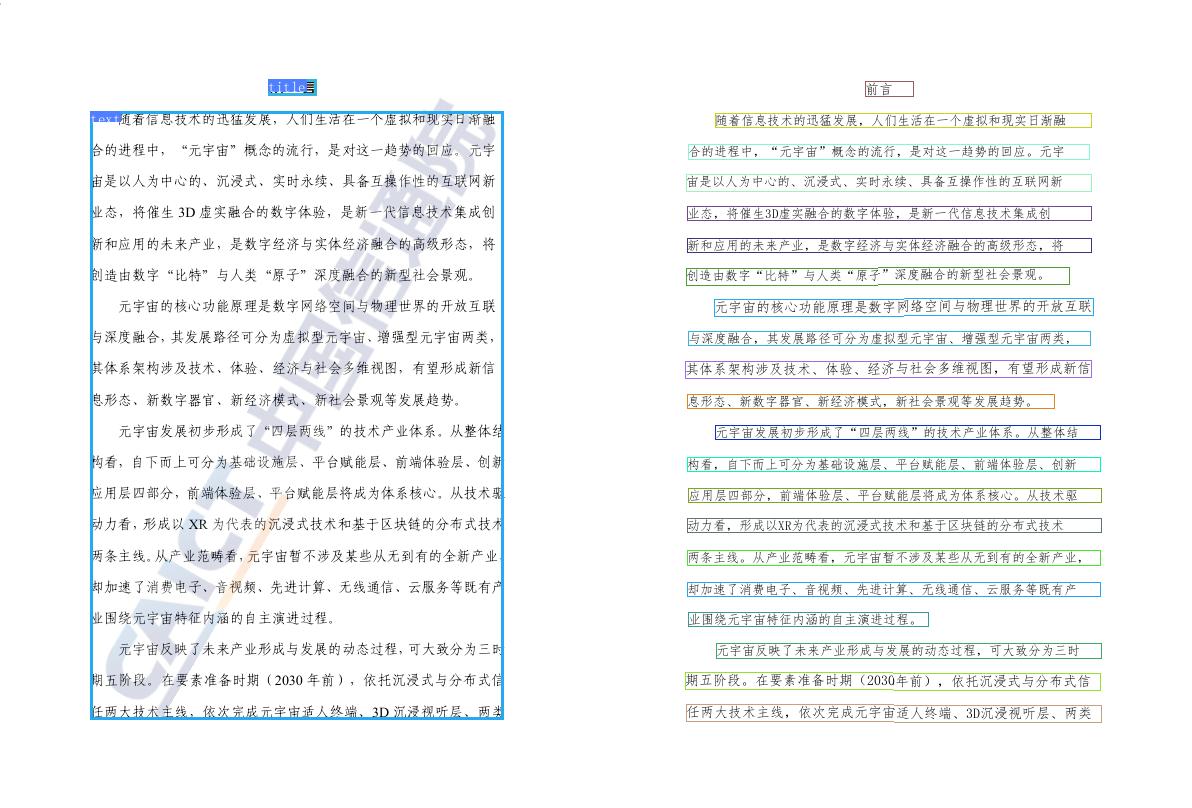 title
text随着信息技术的迅猛发展，人们生活在一个虚拟和现实日渐融
合的进程中，“元宇宙”概念的流行，是对这一趋势的回应。元宇
宙是以人为中心的、沉浸式、实时永续、具备互操作性的互联网新
业态，将催生 3D 虚实融合的数字体验，是新一代信息技术集成创
新和应用的未来产业，是数字经济与实体经济融合的高级形态，将
创造由数字“比特”与人类“原子”深度融合的新型社会景观。
元宇宙的核心功能原理是数字网络空间与物理世界的开放互联
与深度融合，其发展路径可分为虚拟型元宇宙、增强型元宇宙两类，
其体系架构涉及技术、体验、经济与社会多维视图，有望形成新信
息形态、新数字器官、新经济模式、新社会景观等发展趋势。
元宇宙发展初步形成了“四层两线”的技术产业体系。从整体结
构看，自下而上可分为基础设施层、平台赋能层、前端体验层、创新
应用层四部分，前端体验层、平台赋能层将成为体系核心。从技术驱
动力看，形成以 XR 为代表的沉浸式技术和基于区块链的分布式技术
两条主线。从产业范畴看，元宇宙暂不涉及某些从无到有的全新产业，
却加速了消费电子、音视频、先进计算、无线通信、云服务等既有产
业围绕元宇宙特征内涵的自主演进过程。
元宇宙反映了未来产业形成与发展的动态过程，可大致分为三时
期五阶段。在要素准备时期（2030 年前），依托沉浸式与分布式信
任两大技术主线，依次完成元宇宙适人终端、3D 沉浸视听层、两类
CAICT 中国信通院
前言
随着信息技术的迅猛发展，人们生活在一个虚拟和现实日渐融
合的进程中，“元宇宙”概念的流行，是对这一趋势的回应。元宇
宙是以人为中心的、沉浸式、实时永续、具备互操作性的互联网新
业态，将催生3D虚实融合的数字体验，是新一代信息技术集成创
新和应用的未来产业，是数字经济与实体经济融合的高级形态，将
创造由数字“比特”与人类“原子”深度融合的新型社会景观。
元宇宙的核心功能原理是数字网络空间与物理世界的开放互联
与深度融合，其发展路径可分为虚拟型元宇宙、增强型元宇宙两类，
其体系架构涉及技术、体验、经济与社会多维视图，有望形成新信
息形态、新数字器官、新经济模式，新社会景观等发展趋势。
元宇宙发展初步形成了“四层两线”的技术产业体系。从整体结
构看，自下而上可分为基础设施层、平台赋能层、前端体验层、创新
应用层四部分，前端体验层、平台赋能层将成为体系核心。从技术驱
动力看，形成以XR为代表的沉浸式技术和基于区块链的分布式技术
两条主线。从产业范畴看，元宇宙暂不涉及某些从无到有的全新产业，
却加速了消费电子、音视频、先进计算、无线通信、云服务等既有产
业围绕元宇宙特征内涵的自主演进过程。
元宇宙反映了未来产业形成与发展的动态过程，可大致分为三时
期五阶段。在要素准备时期（2030年前），依托沉浸式与分布式信
任两大技术主线，依次完成元宇宙适人终端、3D沉浸视听层、两类